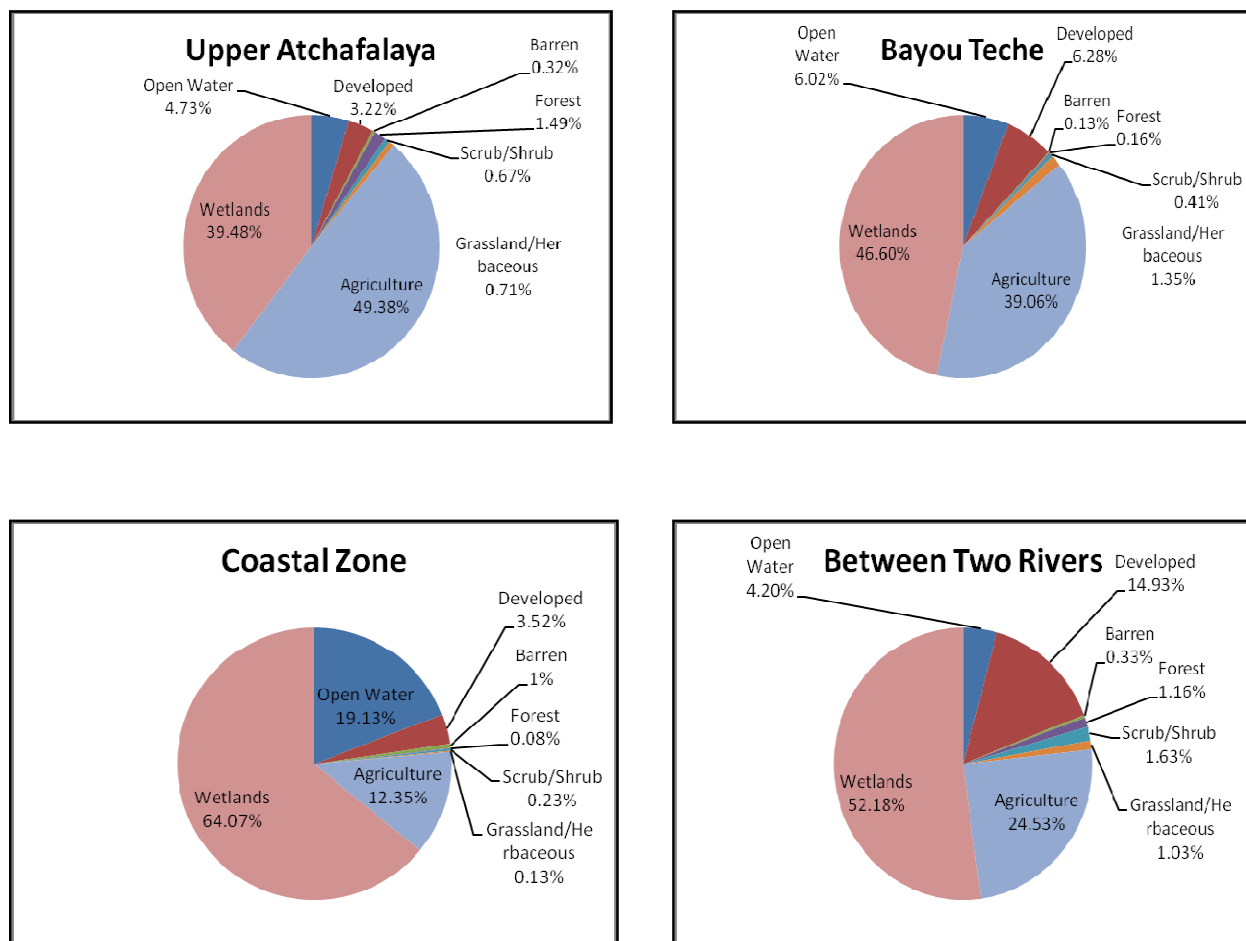 Upper Atchafalaya
Open Water
4.73%
Developed
3.22%
Barren
0.32%
Forest
1.49%
Scrub/Shrub
0.67%
Grassland/Her
baceous
0.71%
Agriculture
49.38%
Wetlands
39.48%
Bayou Teche
Open
Water
6.02%
Developed
6.28%
Barren
0.13%
Forest
0.16%
Scrub/Shrub
0.41%
Grassland/Her
baceous
1.35%
Agriculture
39.06%
Wetlands
46.60%
Coastal Zone
Open Water
19.13%
Developed
3.52%
Barren
1%
Forest
0.08%
Scrub/Shrub
0.23%
Grassland/He
rbaceous
0.13%
Agriculture
12.35%
Wetlands
64.07%
Between Two Rivers
Open
Water
4.20%
Developed
14.93%
Barren
0.33%
Forest
1.16%
Scrub/Shrub
1.63%
Grassland/He
rbaceous
1.03%
Agriculture
24.53%
Wetlands
52.18%